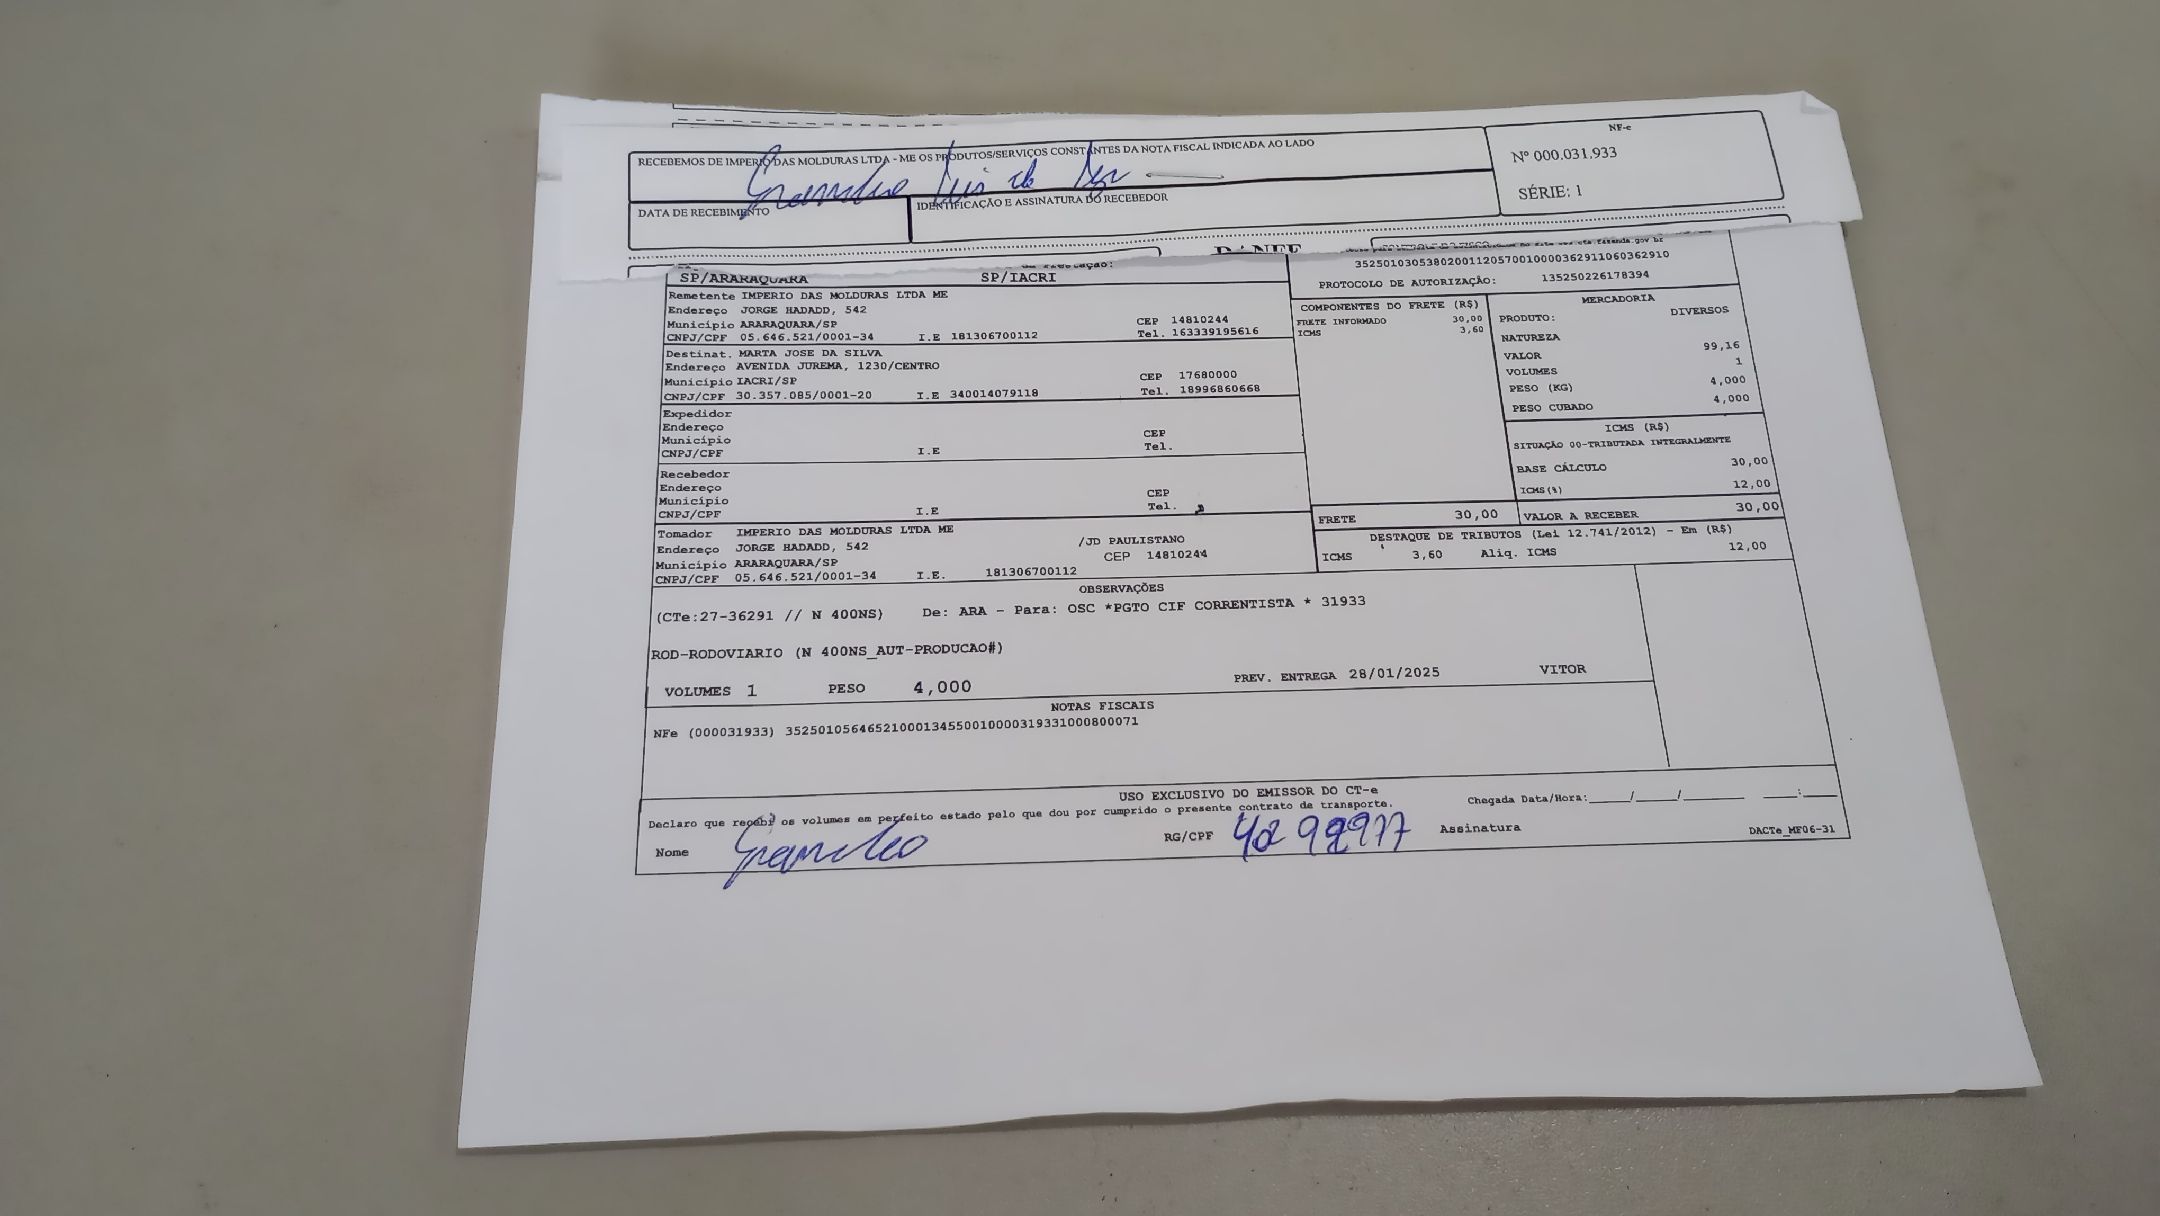 RECEBEMOS DE IMPERIO DAS MOLDURAS LTDA - ME OS PRODUTOS/SERVIÇOS CONSTANTES DA NOTA FISCAL INDICADA AO LADO
DATA DE RECEBIMENTO
IDENTIFICAÇÃO E ASSINATURA DO RECEBEDOR
NF-e
Nº 000.031.933
SÉRIE: 1
DANFE
35250103053802001120570010000362911060362910
PROTOCOLO DE AUTORIZAÇÃO: 135250226178394
SP/ARARAQUARA SP/IACRI
Remetente IMPERIO DAS MOLDURAS LTDA ME
Endereço JORGE HADADD, 542
Município ARARAQUARA/SP CEP 14810244
CNPJ/CPF 05.646.521/0001-34 I.E 181306700112 Tel. 163339195616
Destinat. MARTA JOSE DA SILVA
Endereço AVENIDA JUREMA, 1230/CENTRO
Município IACRI/SP CEP 17680000
CNPJ/CPF 30.357.085/0001-20 I.E 340014079118 Tel. 18996860668
Expedidor
Endereço
Município CEP
CNPJ/CPF I.E Tel.
Recebedor
Endereço
Município CEP
CNPJ/CPF I.E Tel.
Tomador IMPERIO DAS MOLDURAS LTDA ME
Endereço JORGE HADADD, 542 /JD PAULISTANO
Município ARARAQUARA/SP CEP 14810244
CNPJ/CPF 05.646.521/0001-34 I.E. 181306700112
COMPONENTES DO FRETE (R$)
FRETE INFORMADO 30,00
ICMS 3,60
MERCADORIA
PRODUTO: DIVERSOS
NATUREZA
VALOR 99,16
VOLUMES 1
PESO (KG) 4,000
PESO CUBADO 4,000
ICMS (R$)
SITUAÇÃO 00-TRIBUTADA INTEGRALMENTE
BASE CÁLCULO 30,00
ICMS(%) 12,00
FRETE 30,00 VALOR A RECEBER 30,00
DESTAQUE DE TRIBUTOS (Lei 12.741/2012) - Em (R$)
ICMS 3,60 Aliq. ICMS 12,00
OBSERVAÇÕES
(CTe:27-36291 // N 400NS) De: ARA - Para: OSC *PGTO CIF CORRENTISTA * 31933
ROD-RODOVIARIO (N 400NS_AUT-PRODUCAO#)
VOLUMES 1 PESO 4,000 PREV. ENTREGA 28/01/2025 VITOR
NOTAS FISCAIS
NFe (000031933) 35250105646521000134550010000319331000800071
USO EXCLUSIVO DO EMISSOR DO CT-e
Declaro que recebi os volumes em perfeito estado pelo que dou por cumprido o presente contrato de transporte. Chegada Data/Hora:____/____/______ ___:___
Nome RG/CPF Assinatura DACTe_MF06-31